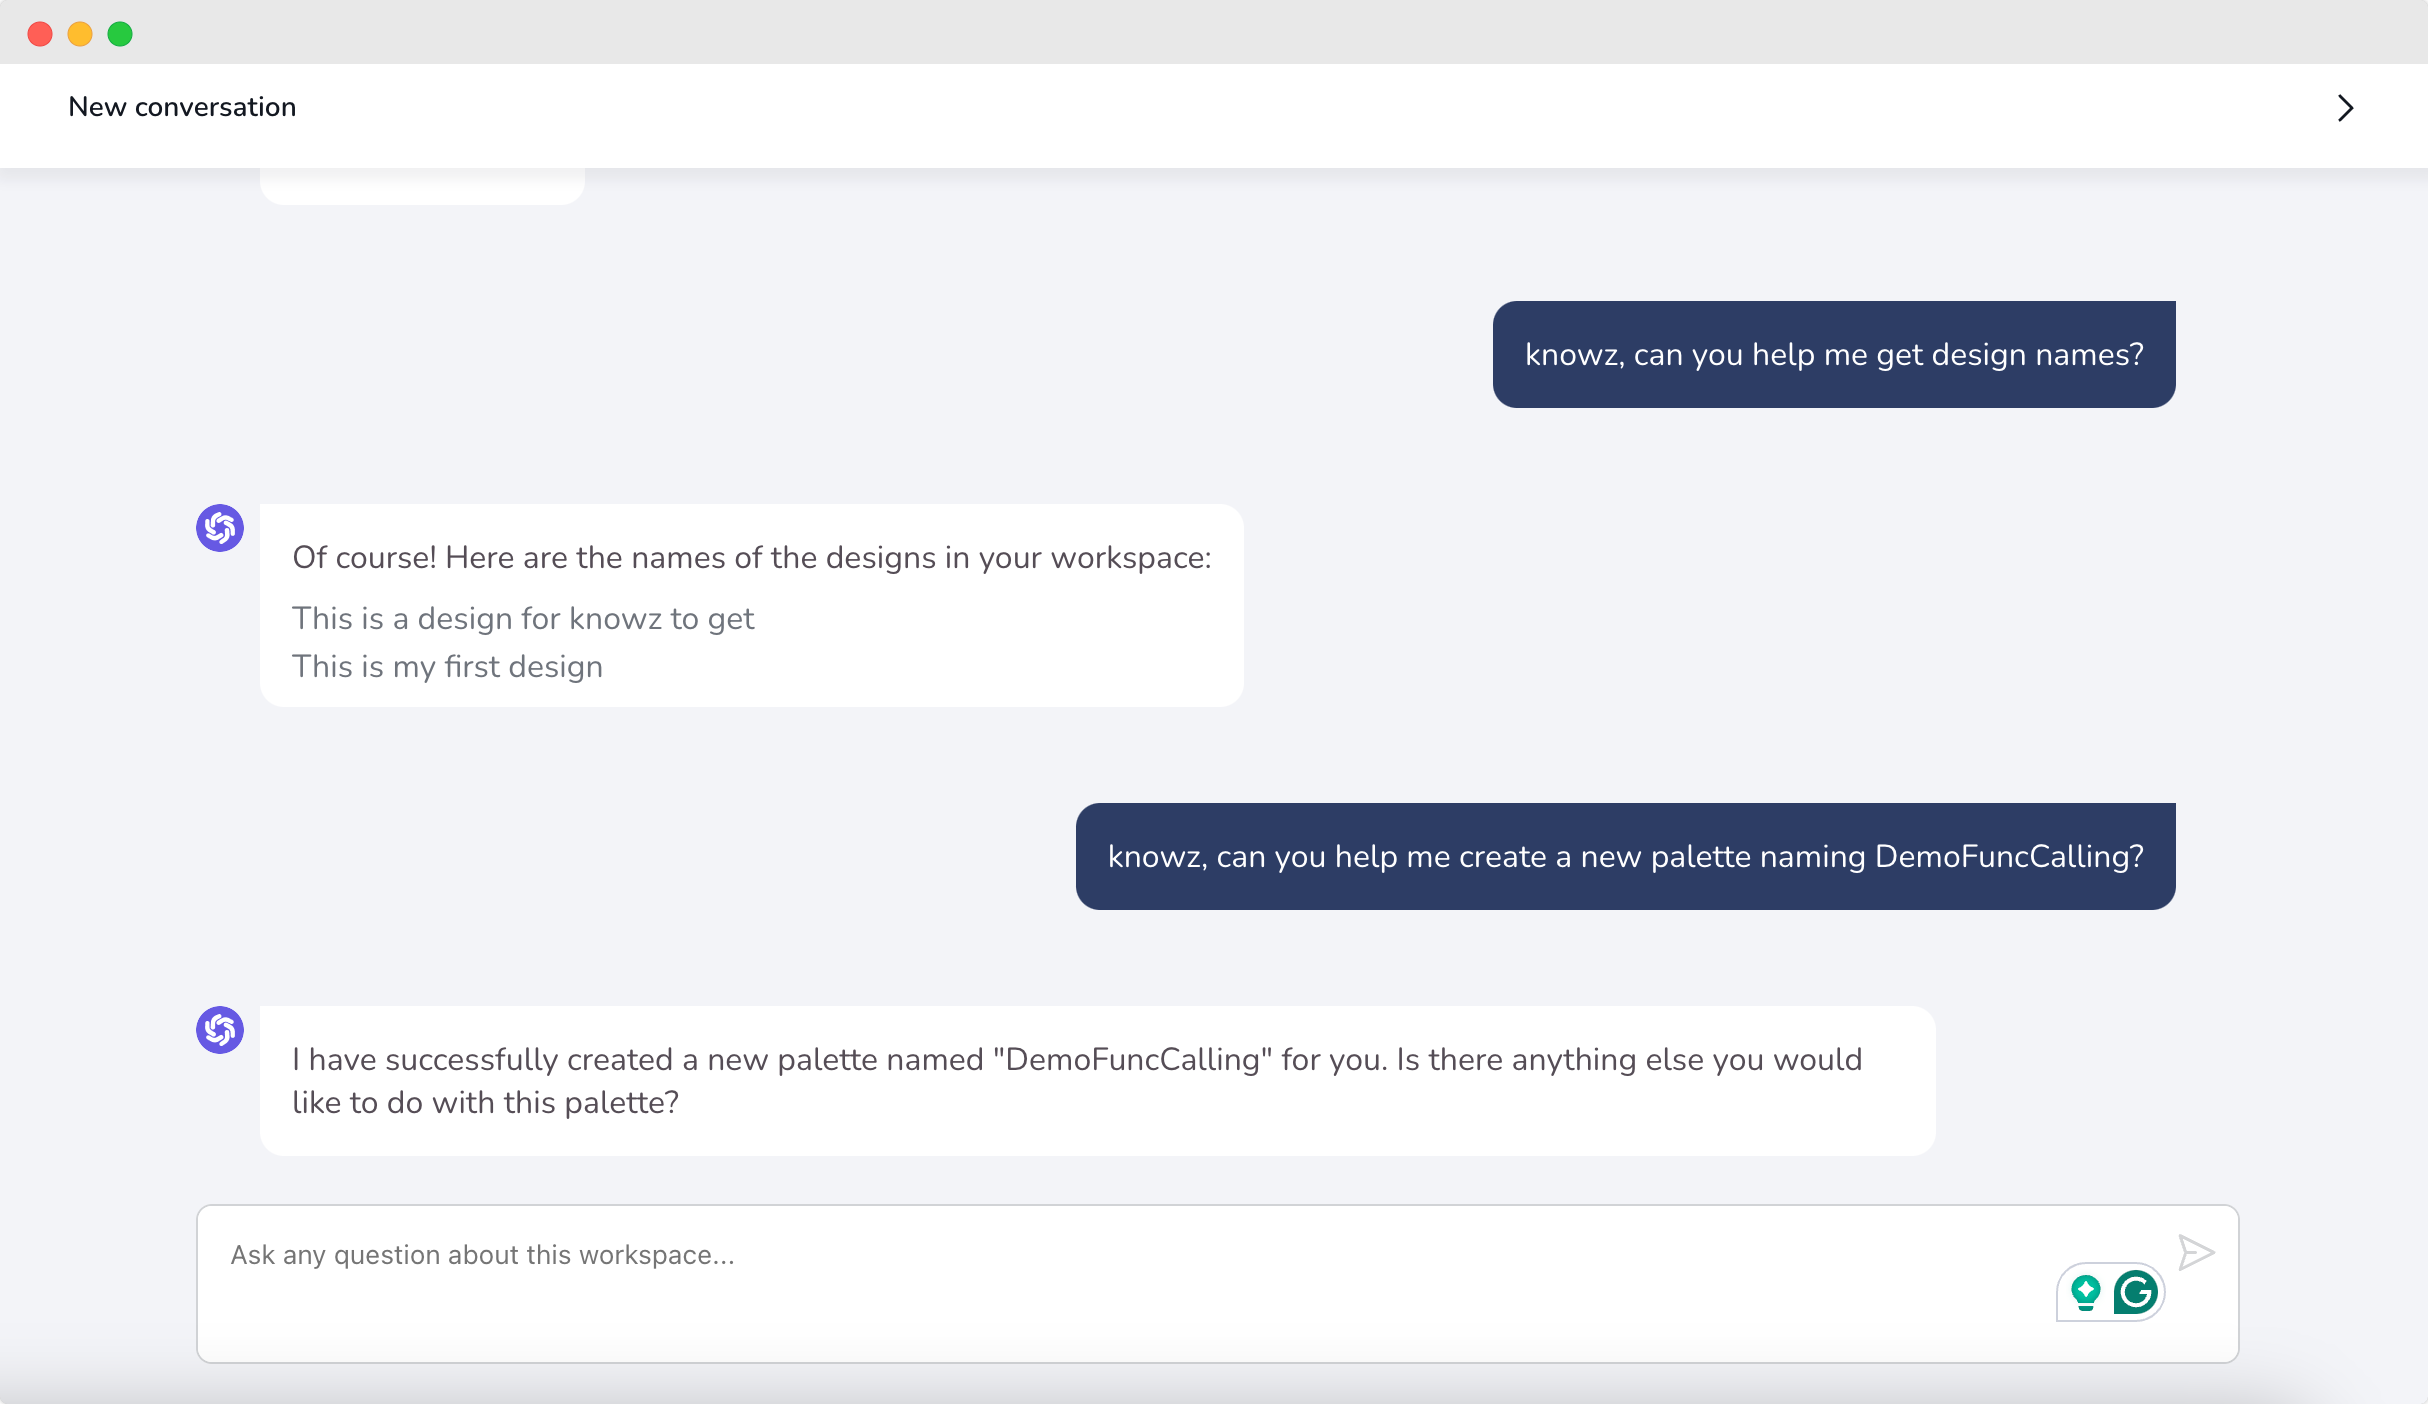 New conversation
knowz, can you help me get design names?
Of course! Here are the names of the designs in your workspace:
This is a design for knowz to get
This is my first design
knowz, can you help me create a new palette naming DemoFuncCalling?
I have successfully created a new palette named "DemoFuncCalling" for you. Is there anything else you would
like to do with this palette?
Ask any question about this workspace...